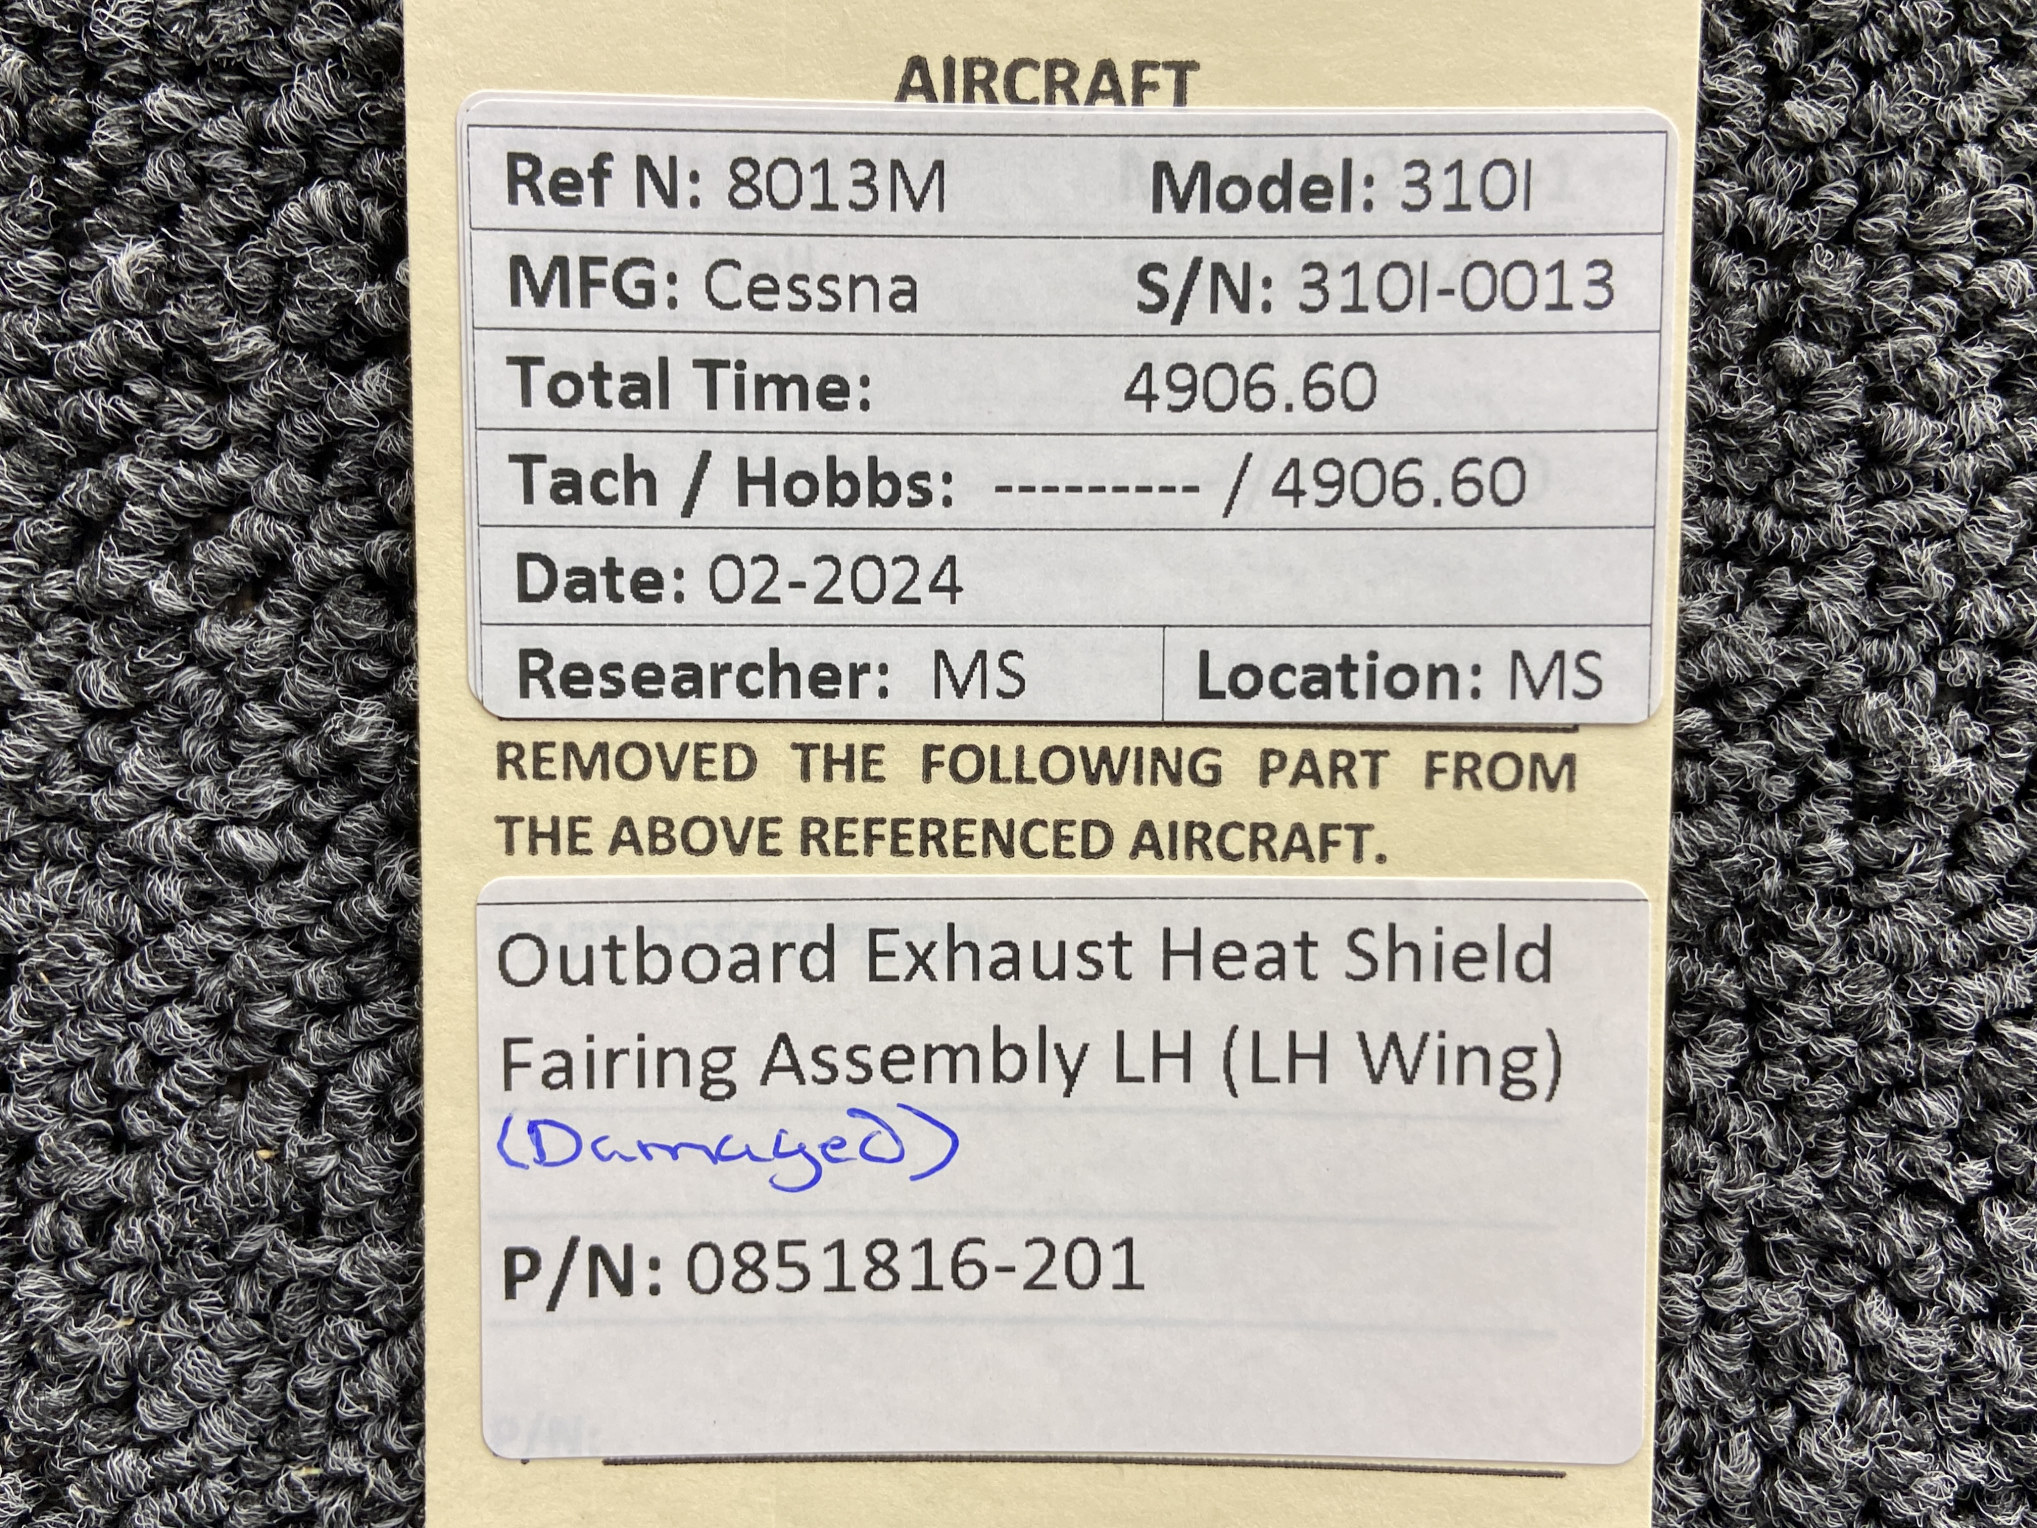 AIRCRAFT
Ref N: 8013M Model: 310I
MFG: Cessna S/N: 310I-0013
Total Time: 4906.60
Tach / Hobbs: --------- / 4906.60
Date: 02-2024
Researcher: MS Location: MS
REMOVED THE FOLLOWING PART FROM
THE ABOVE REFERENCED AIRCRAFT.
Outboard Exhaust Heat Shield
Fairing Assembly LH (LH Wing)
(Damaged)
P/N: 0851816-201
P/N: